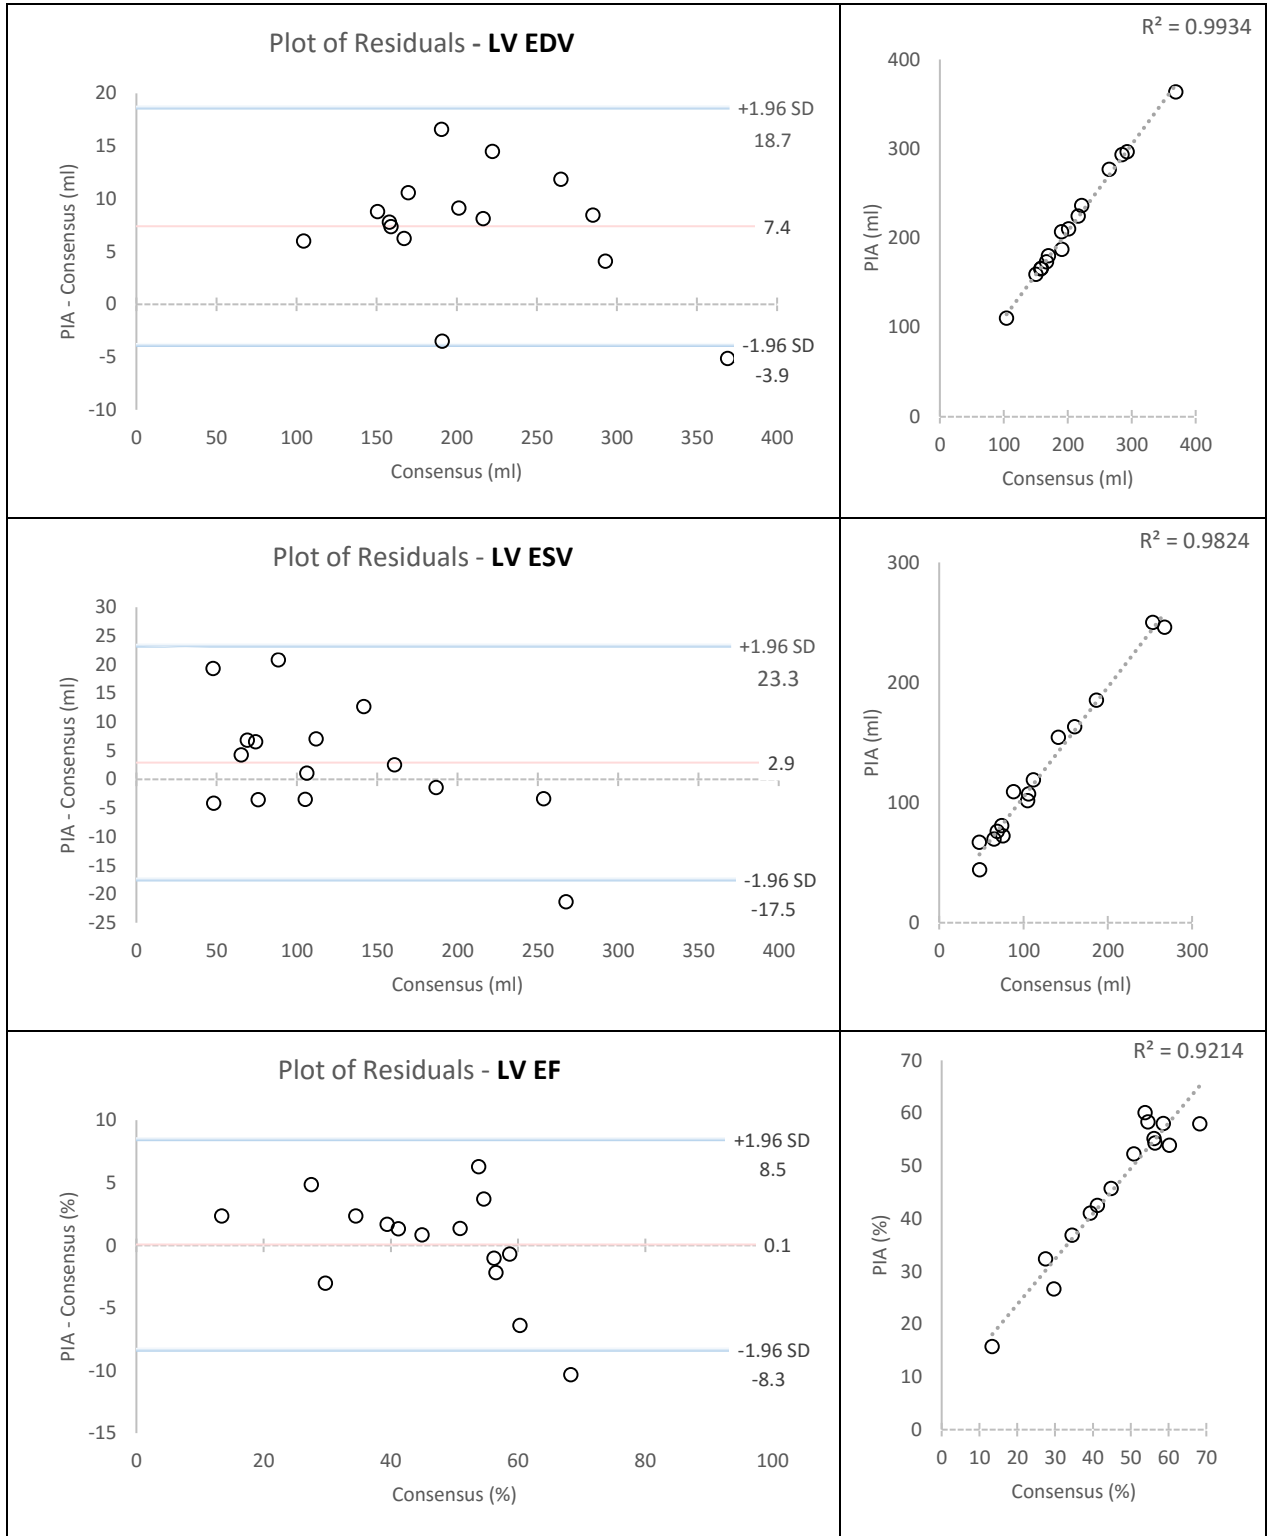 Plot of Residuals - LV EDV
20
15
10
5
0
-5
-10
PIA - Consensus (ml)
+1.96 SD
18.7
7.4
-1.96 SD
-3.9
0 50 100 150 200 250 300 350 400
Consensus (ml)
R² = 0.9934
400
300
200
100
0
PIA (ml)
0 100 200 300 400
Consensus (ml)
Plot of Residuals - LV ESV
30
25
20
15
10
5
0
-5
-10
-15
-20
-25
PIA - Consensus (ml)
+1.96 SD
23.3
2.9
-1.96 SD
-17.5
0 50 100 150 200 250 300 350 400
Consensus (ml)
R² = 0.9824
300
200
100
0
PIA (ml)
0 100 200 300
Consensus (ml)
Plot of Residuals - LV EF
10
5
0
-5
-10
-15
PIA - Consensus (%)
+1.96 SD
8.5
0.1
-1.96 SD
-8.3
0 20 40 60 80 100
Consensus (%)
R² = 0.9214
70
60
50
40
30
20
10
0
PIA (%)
0 10 20 30 40 50 60 70
Consensus (%)